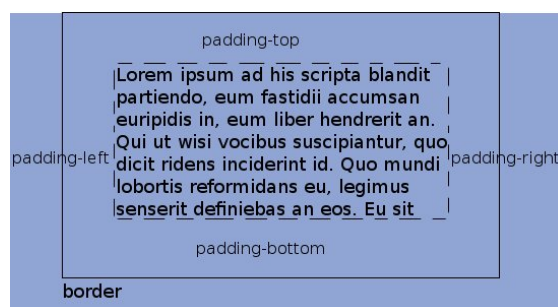 padding-top
Lorem ipsum ad his scripta blandit
partiendo, eum fastidii accumsan
euripidis in, eum liber hendrerit an.
Qui ut wisi vocibus suscipiantur, quo
dicit ridens inciderint id. Quo mundi
lobortis reformidans eu, legimus
senserit definiebas an eos. Eu sit
padding-left
padding-right
padding-bottom
border